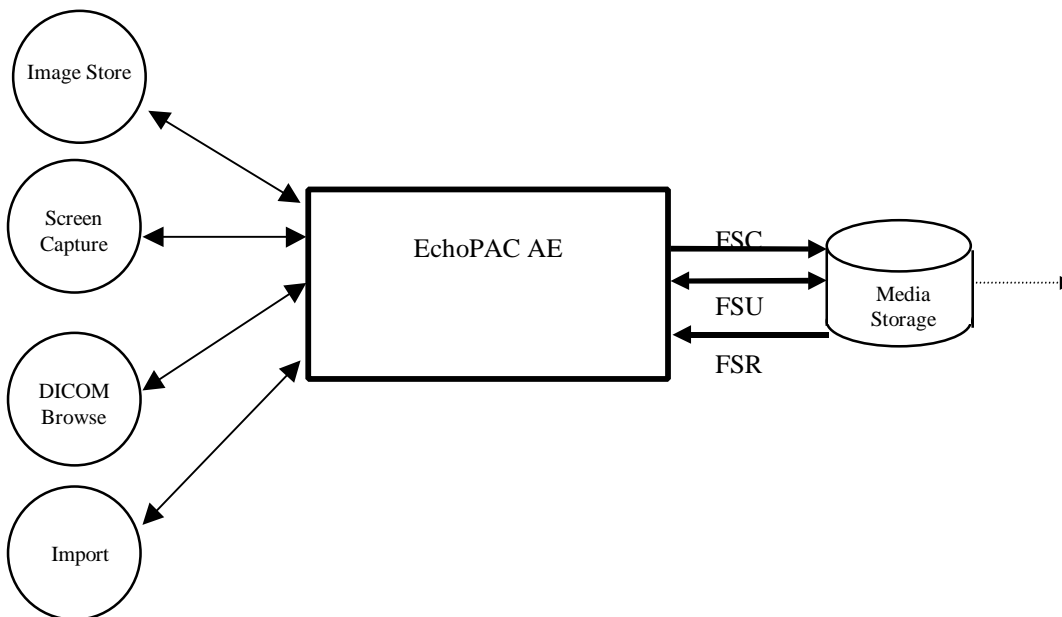 Image Store
Screen
Capture
DICOM
Browse
Import
EchoPAC AE
FSC
FSU
FSR
Media
Storage